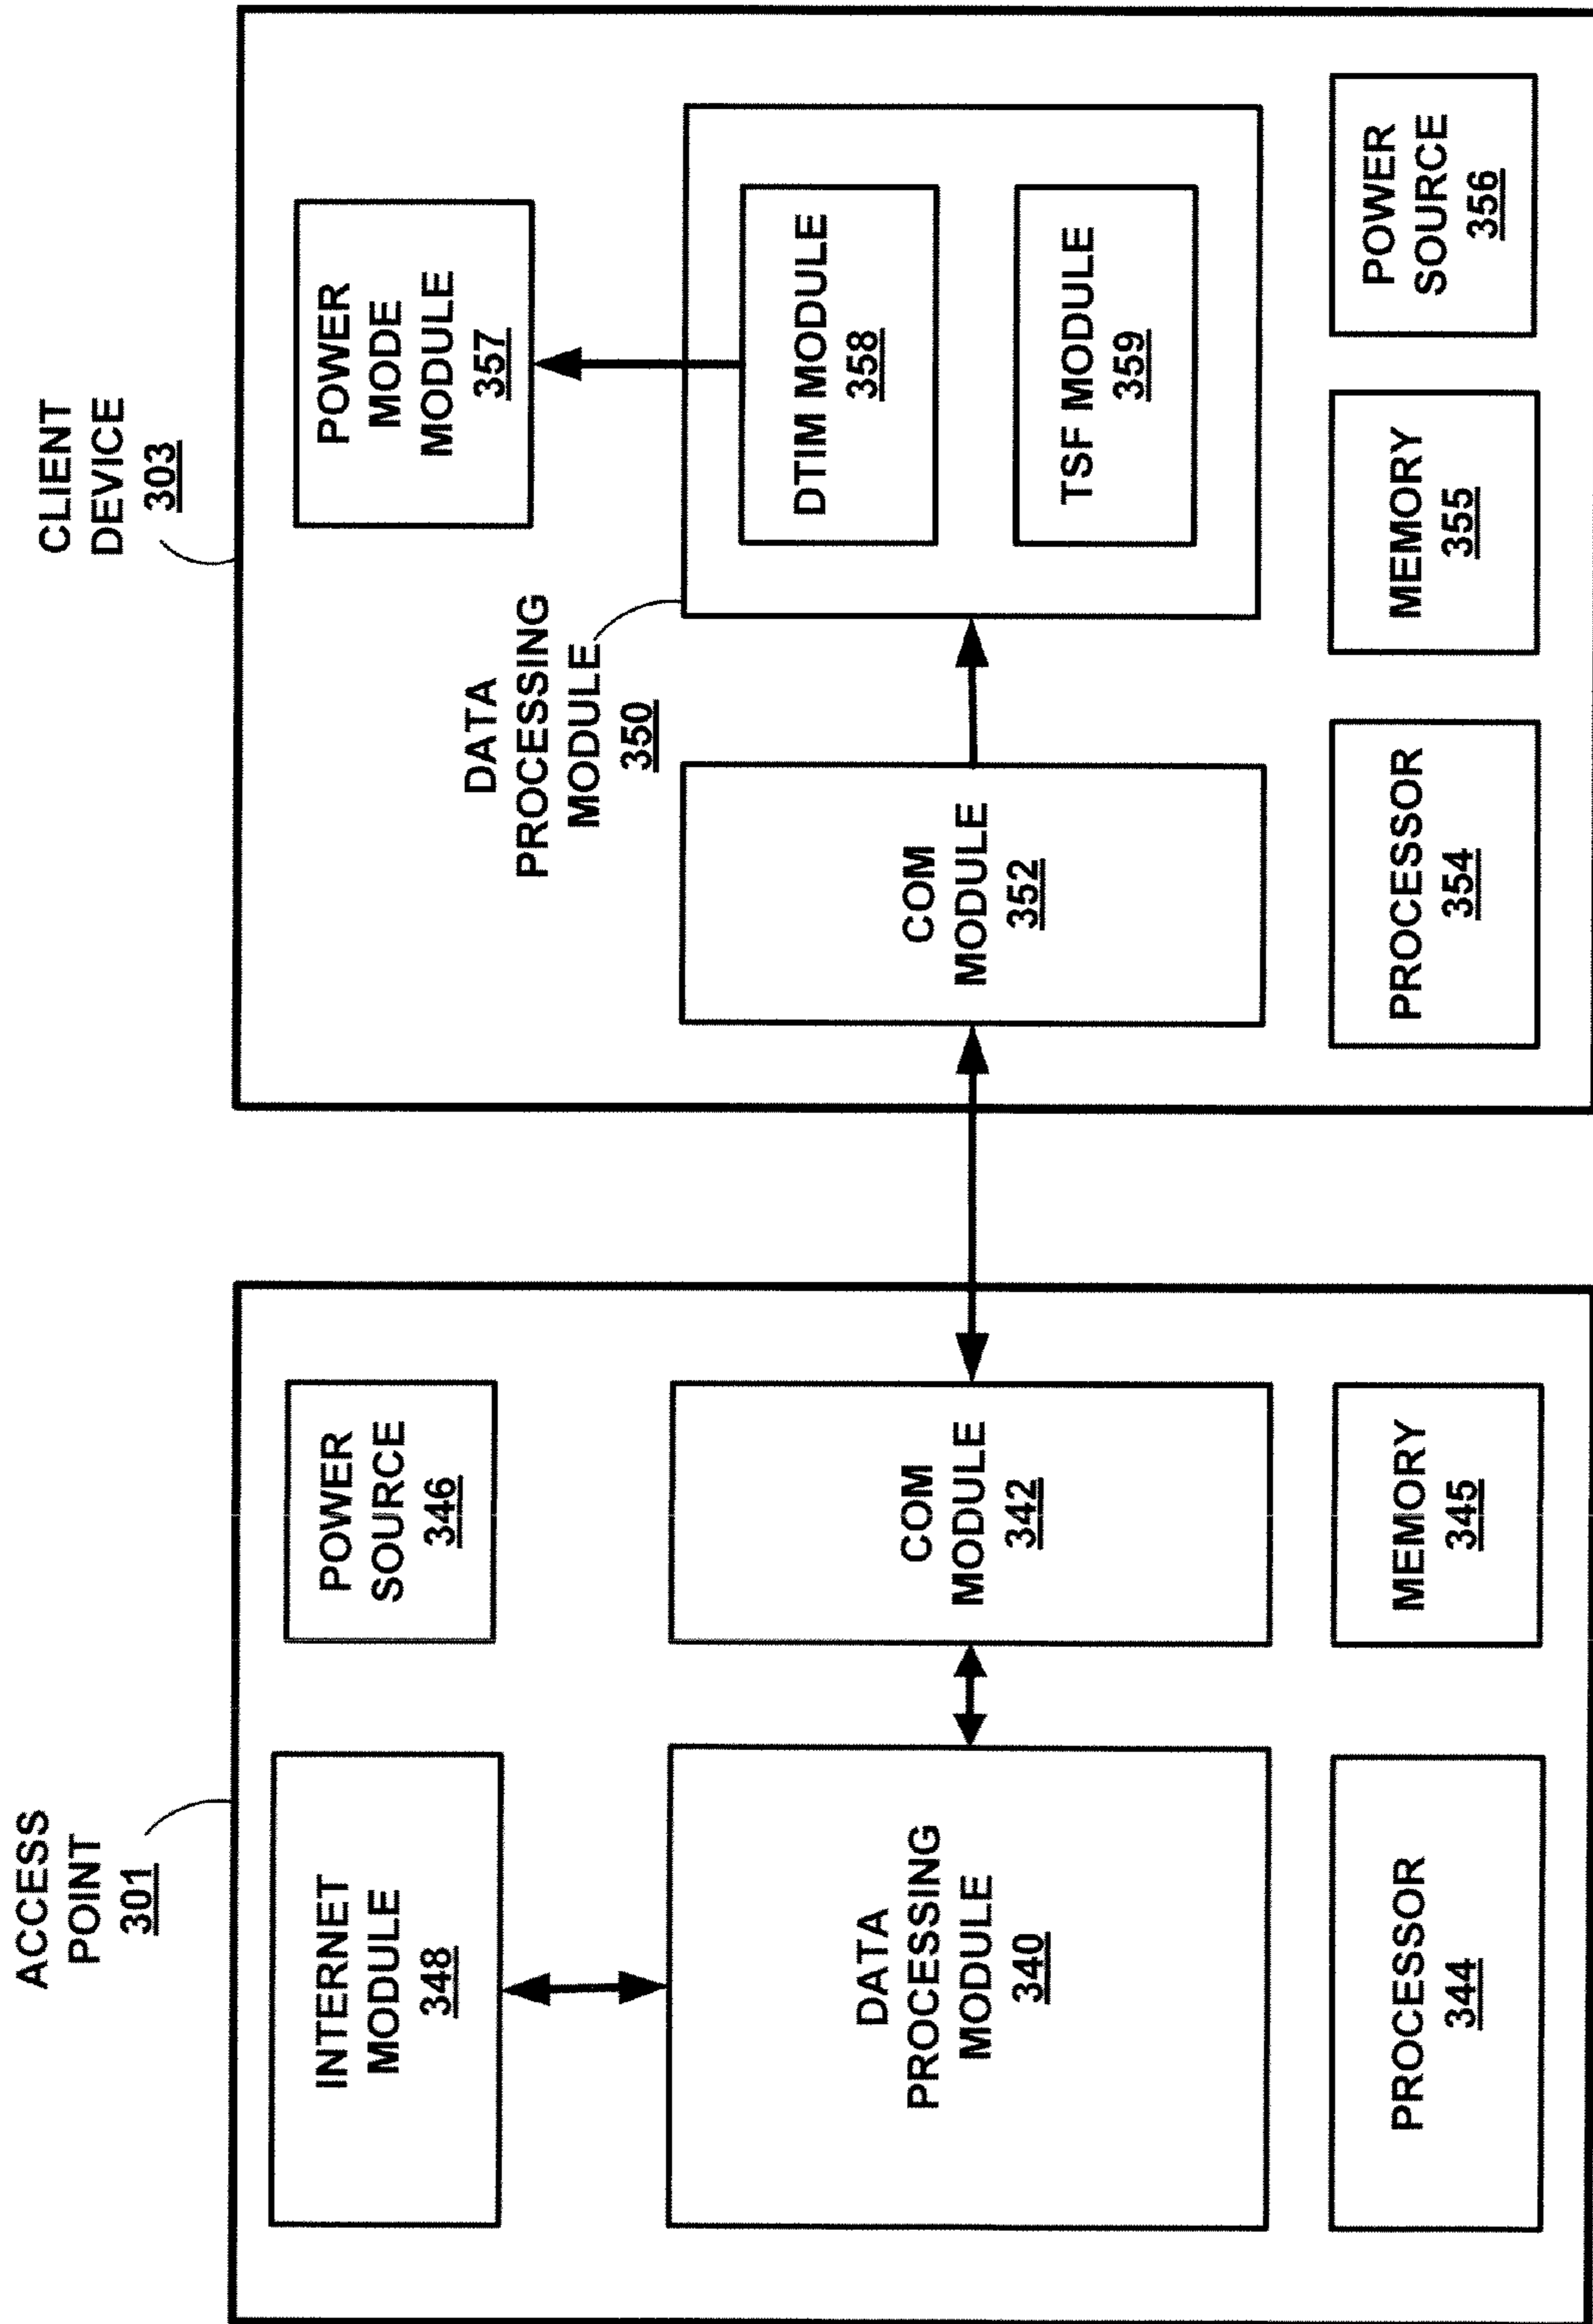 ACCESS
POINT
301
INTERNET
MODULE
348
POWER
SOURCE
346
DATA
PROCESSING
MODULE
340
COM
MODULE
342
PROCESSOR
344
MEMORY
345
CLIENT
DEVICE
303
POWER
MODE
MODULE
357
DATA
PROCESSING
MODULE
350
COM
MODULE
352
DTIM MODULE
358
TSF MODULE
359
PROCESSOR
354
MEMORY
355
POWER
SOURCE
356